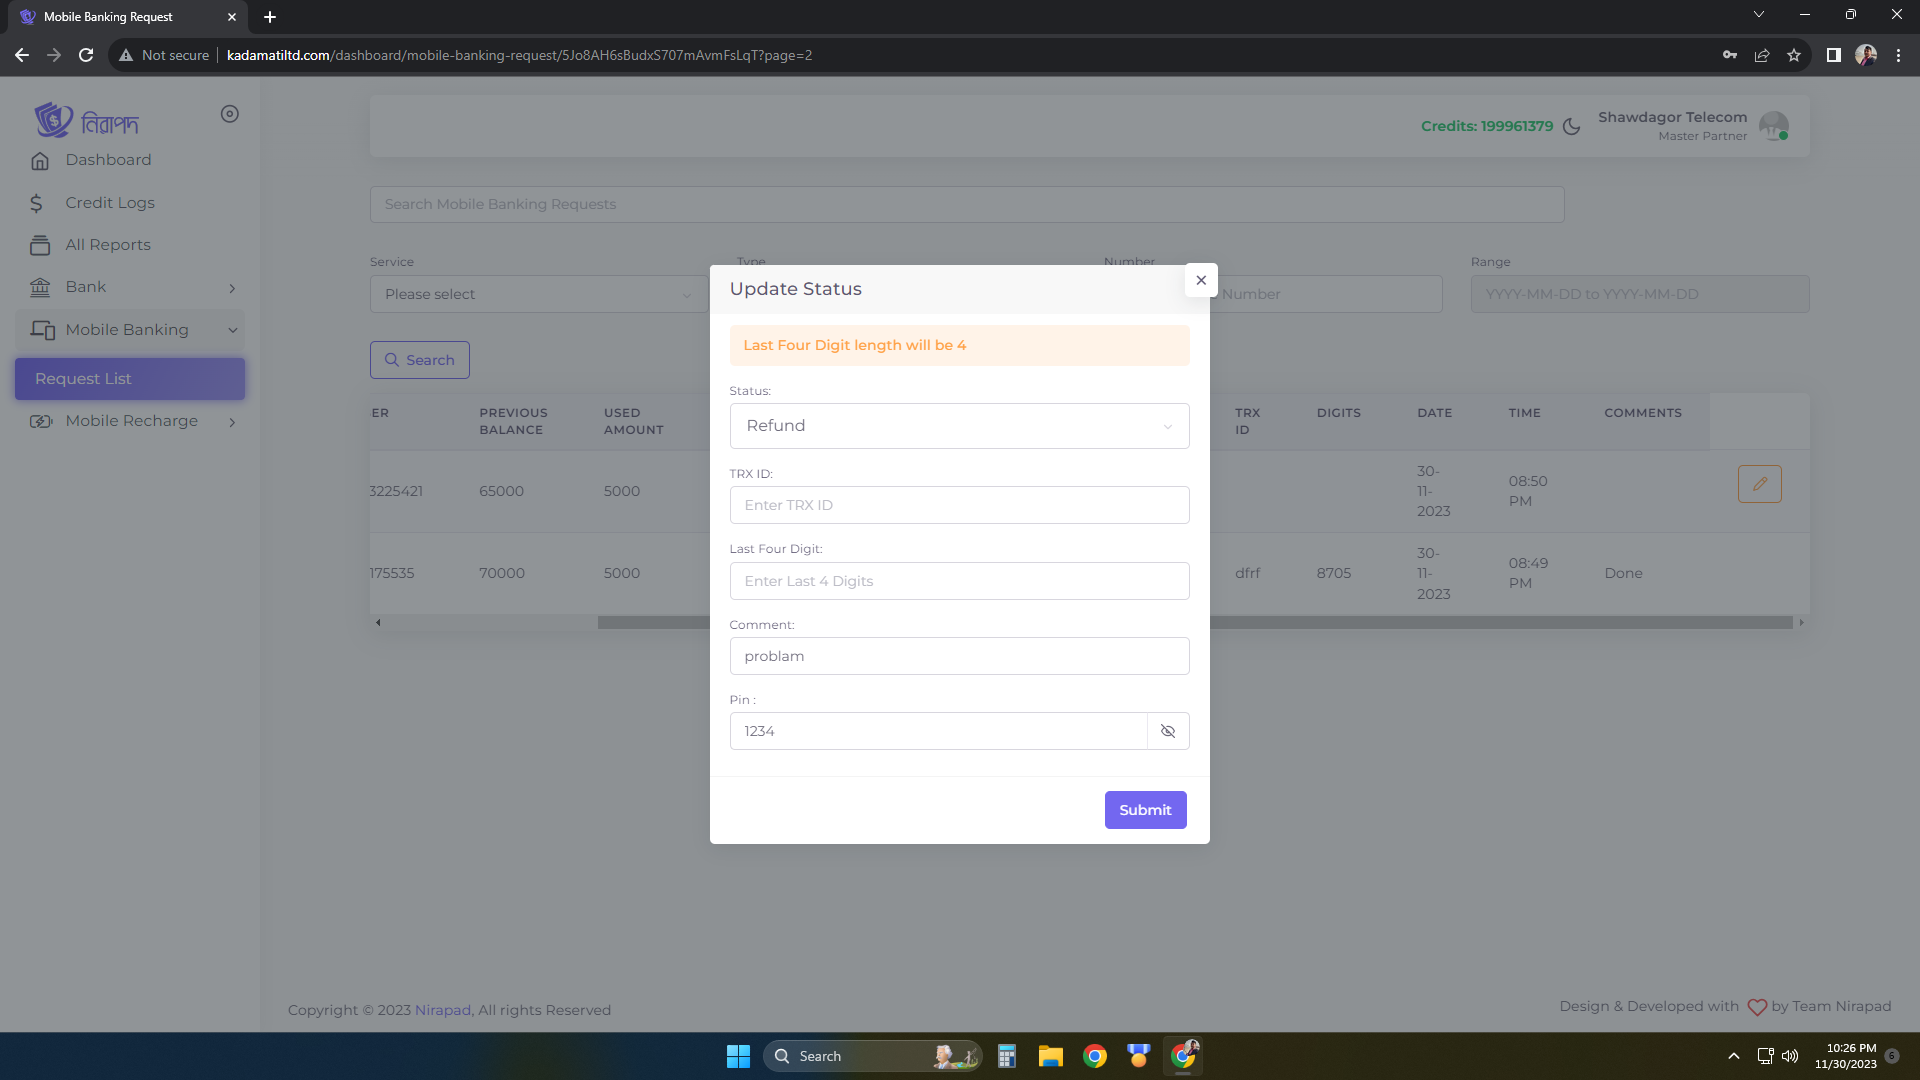 Mobile Banking Request
Not secure
kadamatiltd.com/dashboard/mobile-banking-request/5Jo8AH6sBudxS707mAvmFsLqT?page=2
নিরাপদ
Dashboard
Credit Logs
All Reports
Bank
Mobile Banking
Request List
Mobile Recharge
Credits: 199961379
Shawdagor Telecom
Master Partner
Search Mobile Banking Requests
Service
Type
Number
Range
Please select
Number
YYYY-MM-DD to YYYY-MM-DD
Search
ER
PREVIOUS
BALANCE
USED
AMOUNT
TRX
ID
DIGITS
DATE
TIME
COMMENTS
3225421
65000
5000
30-
11-
2023
08:50
PM
175535
70000
5000
dfrf
8705
30-
11-
2023
08:49
PM
Done
Update Status
Last Four Digit length will be 4
Status:
Refund
TRX ID:
Enter TRX ID
Last Four Digit:
Enter Last 4 Digits
Comment:
problam
Pin :
1234
Submit
Copyright © 2023 Nirapad, All rights Reserved
Design & Developed with by Team Nirapad
Search
10:26 PM
11/30/2023
6